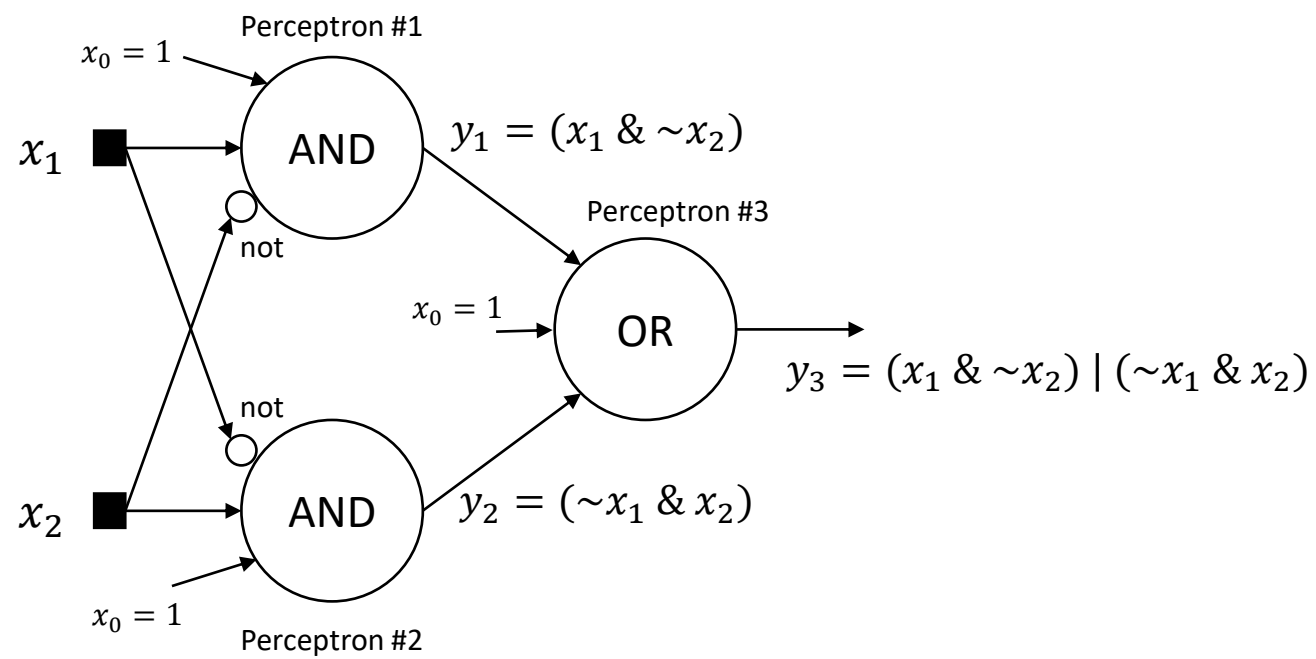 Perceptron #1
x₀ = 1
AND
y₁ = (x₁ & ~x₂)
x₁
not
Perceptron #3
x₀ = 1
OR
y₃ = (x₁ & ~x₂) | (~x₁ & x₂)
not
x₂
AND
y₂ = (~x₁ & x₂)
x₀ = 1
Perceptron #2